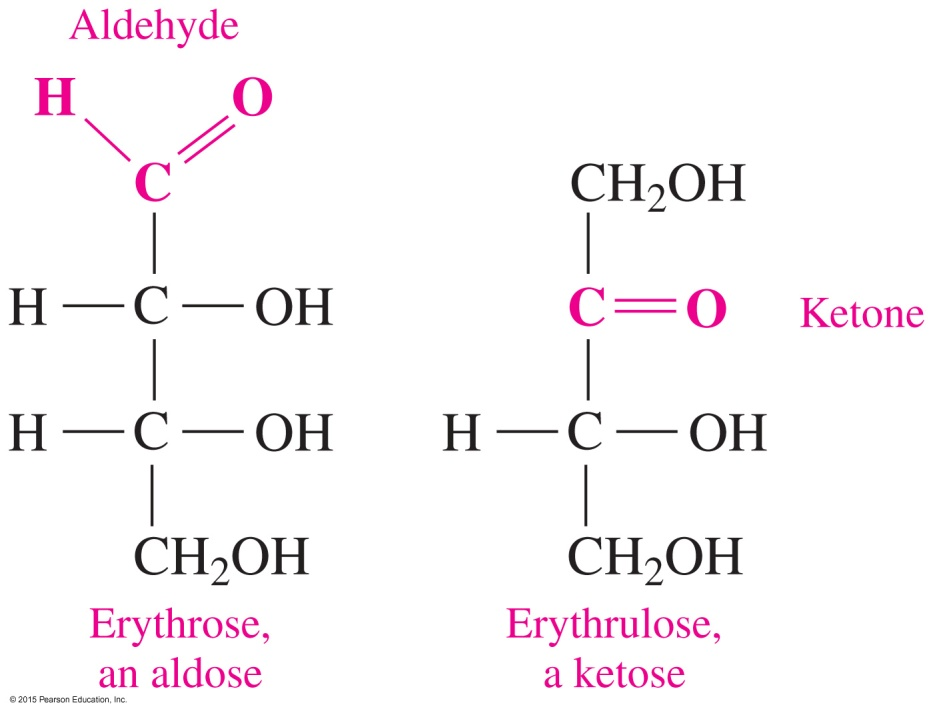 Aldehyde
H O
C
H — C — OH
H — C — OH
CH₂OH
Erythrose,
an aldose
CH₂OH
C = O Ketone
H — C — OH
CH₂OH
Erythrulose,
a ketose
© 2015 Pearson Education, Inc.